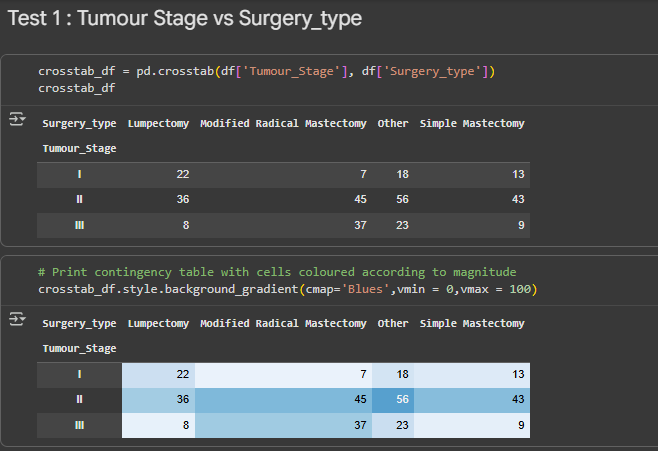 Test 1 : Tumour Stage vs Surgery_type
crosstab_df = pd.crosstab(df['Tumour_Stage'], df['Surgery_type'])
crosstab_df
Surgery_type Lumpectomy Modified Radical Mastectomy Other Simple Mastectomy
Tumour_Stage
I 22 7 18 13
II 36 45 56 43
III 8 37 23 9
# Print contingency table with cells coloured according to magnitude
crosstab_df.style.background_gradient(cmap='Blues',vmin = 0,vmax = 100)
Surgery_type Lumpectomy Modified Radical Mastectomy Other Simple Mastectomy
Tumour_Stage
I 22 7 18 13
II 36 45 56 43
III 8 37 23 9